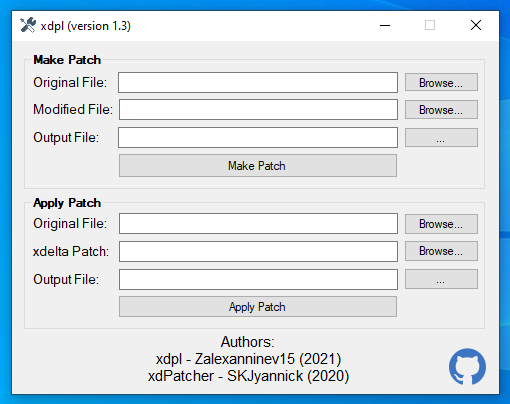 xdpl (version 1.3)
Make Patch
Original File: Browse...
Modified File: Browse...
Output File: ...
Make Patch
Apply Patch
Original File: Browse...
xdelta Patch: Browse...
Output File: ...
Apply Patch
Authors:
xdpl - Zalexanninev15 (2021)
xdPatcher - SKJyannick (2020)